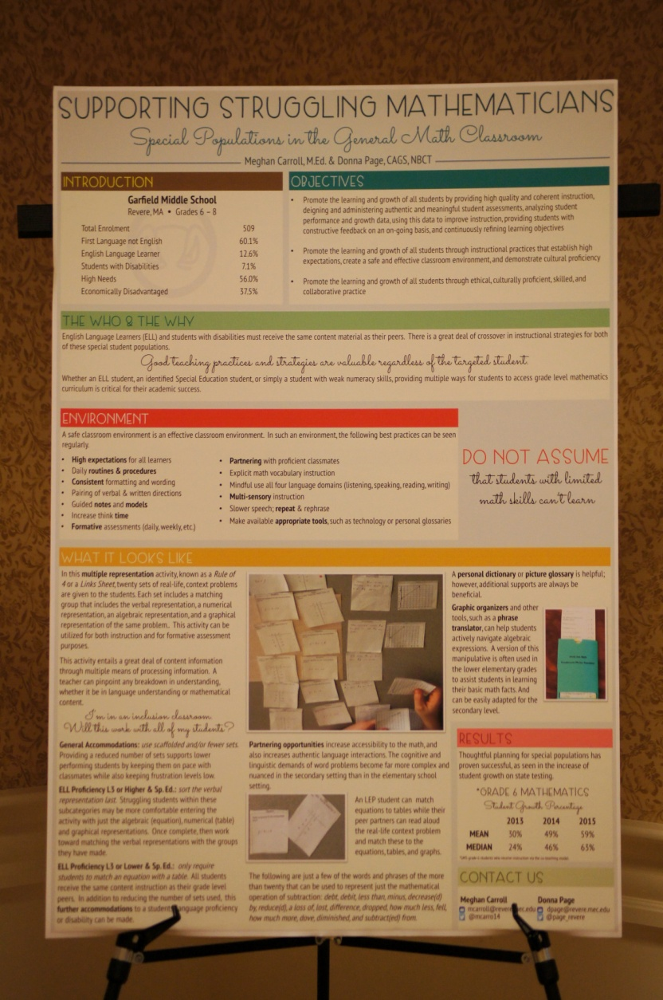 SUPPORTING STRUGGLING MATHEMATICIANS
Special Populations in the General Math Classroom
Meghan Carroll, M.Ed. & Donna Page, CAGS, NBCT
INTRODUCTION
Garfield Middle School
Revere, MA • Grades 6 – 8
Total Enrolment 509
First Language not English 60.1%
English Language Learner 12.6%
Students with Disabilities 7.1%
High Needs 56.0%
Economically Disadvantaged 37.5%
OBJECTIVES
• Promote the learning and growth of all students by providing high quality and coherent instruction,
deigning and administering authentic and meaningful student assessments, analyzing student
performance and growth data, using this data to improve instruction, providing students with
constructive feedback on an on-going basis, and continuously refining learning objectives
• Promote the learning and growth of all students through instructional practices that establish high
expectations, create a safe and effective classroom environment, and demonstrate cultural proficiency
• Promote the learning and growth of all students through ethical, culturally proficient, skilled, and
collaborative practice
THE WHO & THE WHY
English Language Learners (ELL) and students with disabilities must receive the same content material as their peers. There is a great deal of crossover in instructional strategies for both
of these special student populations.
Good teaching practices and strategies are valuable regardless of the targeted student.
Whether an ELL student, an identified Special Education student, or simply a student with weak numeracy skills, providing multiple ways for students to access grade level mathematics
curriculum is critical for their academic success.
ENVIRONMENT
A safe classroom environment is an effective classroom environment. In such an environment, the following best practices can be seen
regularly.
• High expectations for all learners
• Daily routines & procedures
• Consistent formatting and wording
• Pairing of verbal & written directions
• Guided notes and models
• Increase think time
• Formative assessments (daily, weekly, etc.)
• Partnering with proficient classmates
• Explicit math vocabulary instruction
• Mindful use all four language domains (listening, speaking, reading, writing)
• Multi-sensory instruction
• Slower speech; repeat & rephrase
• Make available appropriate tools, such as technology or personal glossaries
DO NOT ASSUME
that students with limited
math skills can't learn
WHAT IT LOOKS LIKE
In this multiple representation activity, known as a Rule of
4 or a Links Sheet, twenty sets of real-life, context problems
are given to the students. Each set includes a matching
group that includes the verbal representation, a numerical
representation, an algebraic representation, and a graphical
representation of the same problem. This activity can be
utilized for both instruction and for formative assessment
purposes.
This activity entails a great deal of content information
through multiple means of processing information. A
teacher can pinpoint any breakdown in understanding,
whether it be in language understanding or mathematical
content.
I'm in an inclusion classroom.
Will this work with all of my students?
General Accommodations: use scaffolded and/or fewer sets.
Providing a reduced number of sets supports lower
performing students by keeping them on pace with
classmates while also keeping frustration levels low.
ELL Proficiency L3 or Higher & Sp. Ed.: sort the verbal
representation last. Struggling students within these
subcategories may be more comfortable entering the
activity with just the algebraic (equation), numerical (table)
and graphical representations. Once complete, then work
toward matching the verbal representations with the groups
they have made.
ELL Proficiency L3 or Lower & Sp. Ed.: only require
students to match an equation with a table. All students
receive the same content instruction as their grade level
peers. In addition to reducing the number of sets used, this
further accommodations to a student language proficiency
or disability can be made.
Partnering opportunities increase accessibility to the math, and
also increases authentic language interactions. The cognitive and
linguistic demands of word problems become far more complex and
nuanced in the secondary setting than in the elementary school
setting.
An LEP student can match
equations to tables while their
peer partners can read aloud
the real-life context problem
and match these to the
equations, tables, and graphs.
The following are just a few of the words and phrases of the more
than twenty that can be used to represent just the mathematical
operation of subtraction: debt, debit, less than, minus, decrease(d)
by, reduce(d), a loss of, lost, difference, dropped, how much less, fell,
how much more, dove, diminished, and subtract(ed) from.
A personal dictionary or picture glossary is helpful;
however, additional supports are always be
beneficial.
Graphic organizers and other
tools, such as a phrase
translator, can help students
actively navigate algebraic
expressions. A version of this
manipulative is often used in
the lower elementary grades
to assist students in learning
their basic math facts. And
can be easily adapted for the
secondary level.
RESULTS
Thoughtful planning for special populations has
proven successful, as seen in the increase of
student growth on state testing.
*GRADE 6 MATHEMATICS
Student Growth Percentage
2013 2014 2015
MEAN 30% 49% 59%
MEDIAN 24% 46% 63%
CONTACT US
Meghan Carroll
mcarroll@revere.mec.edu
@mcarro14
Donna Page
dpage@revere.mec.edu
@page_revere